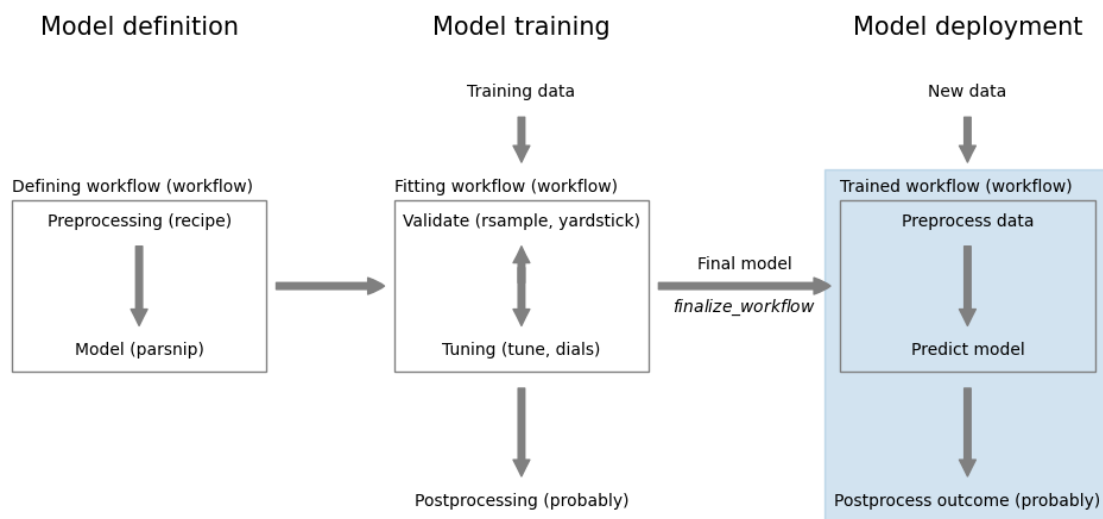 Model definition
Model training
Model deployment
Training data
New data
Defining workflow (workflow)
Fitting workflow (workflow)
Trained workflow (workflow)
Preprocessing (recipe)
Validate (rsample, yardstick)
Preprocess data
Final model
finalize_workflow
Model (parsnip)
Tuning (tune, dials)
Predict model
Postprocessing (probably)
Postprocess outcome (probably)